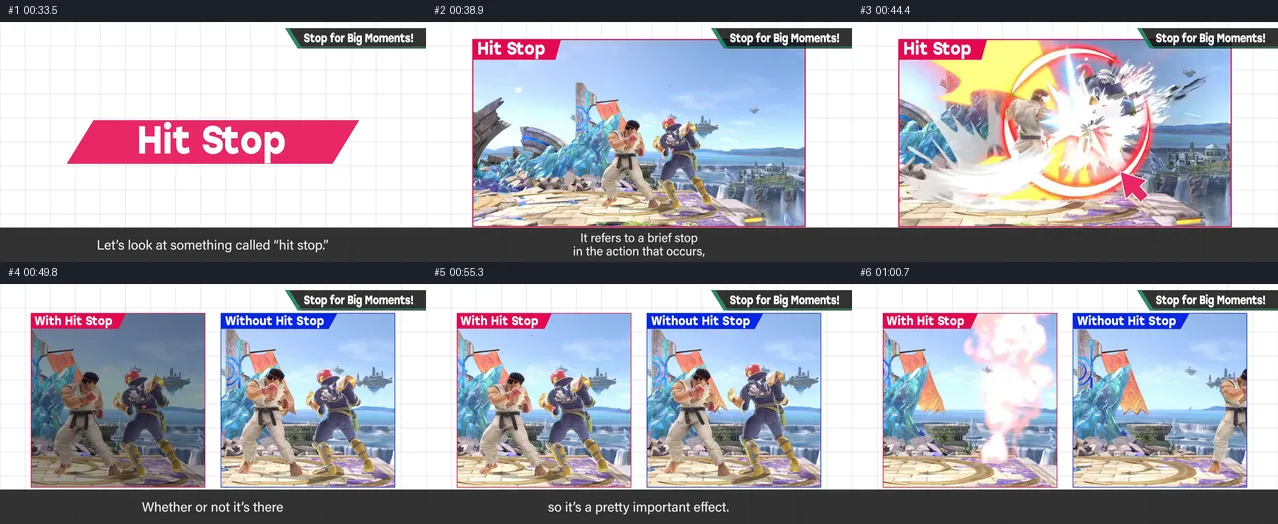 #1 00:33.5
Stop for Big Moments!
Hit Stop
Let's look at something called “hit stop.”
#2 00:38.9
Stop for Big Moments!
Hit Stop
It refers to a brief stop
in the action that occurs,
#3 00:44.4
Stop for Big Moments!
Hit Stop
#4 00:49.8
Stop for Big Moments!
With Hit Stop
Without Hit Stop
Whether or not it's there
#5 00:55.3
Stop for Big Moments!
With Hit Stop
Without Hit Stop
so it's a pretty important effect.
#6 01:00.7
Stop for Big Moments!
With Hit Stop
Without Hit Stop